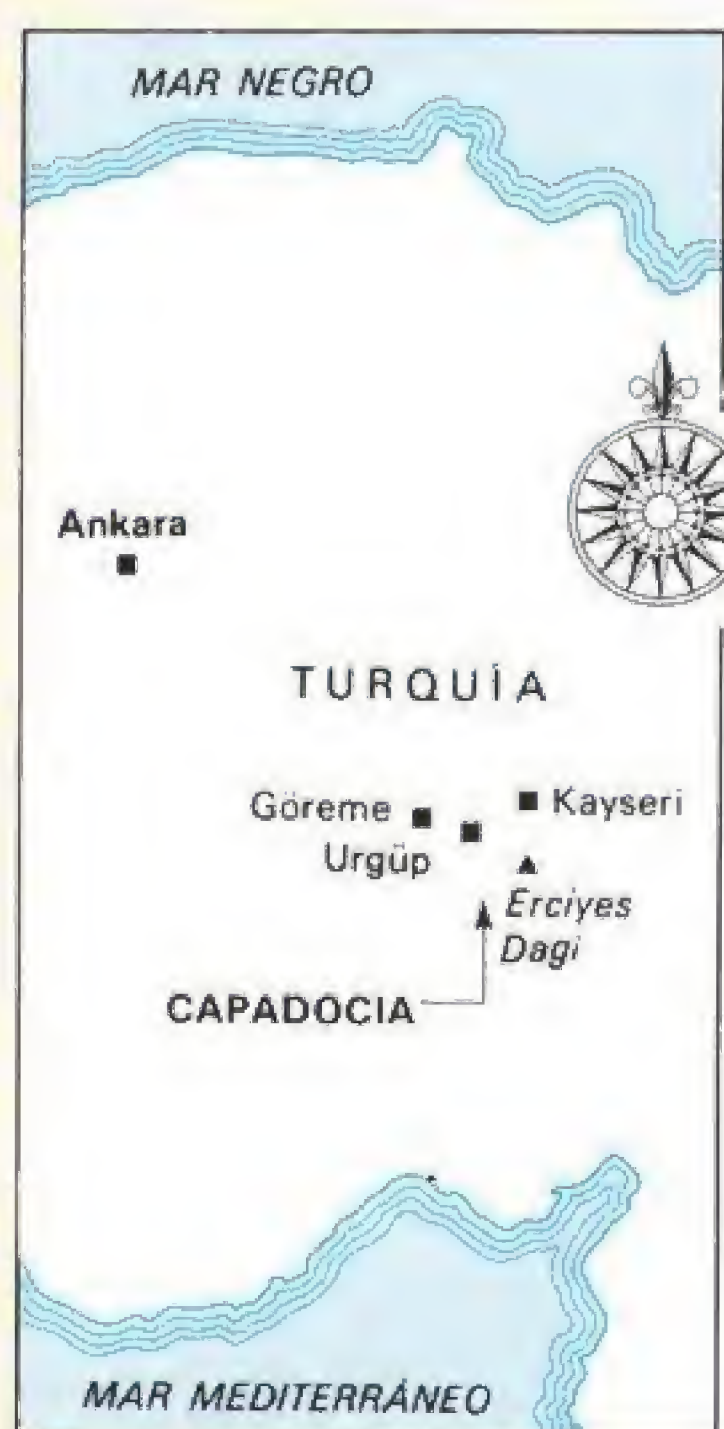 MAR NEGRO
Ankara
TURQUÍA
Göreme
Kayseri
Urgüp
Erciyes
Dagi
CAPADOCIA
MAR MEDITERRÁNEO